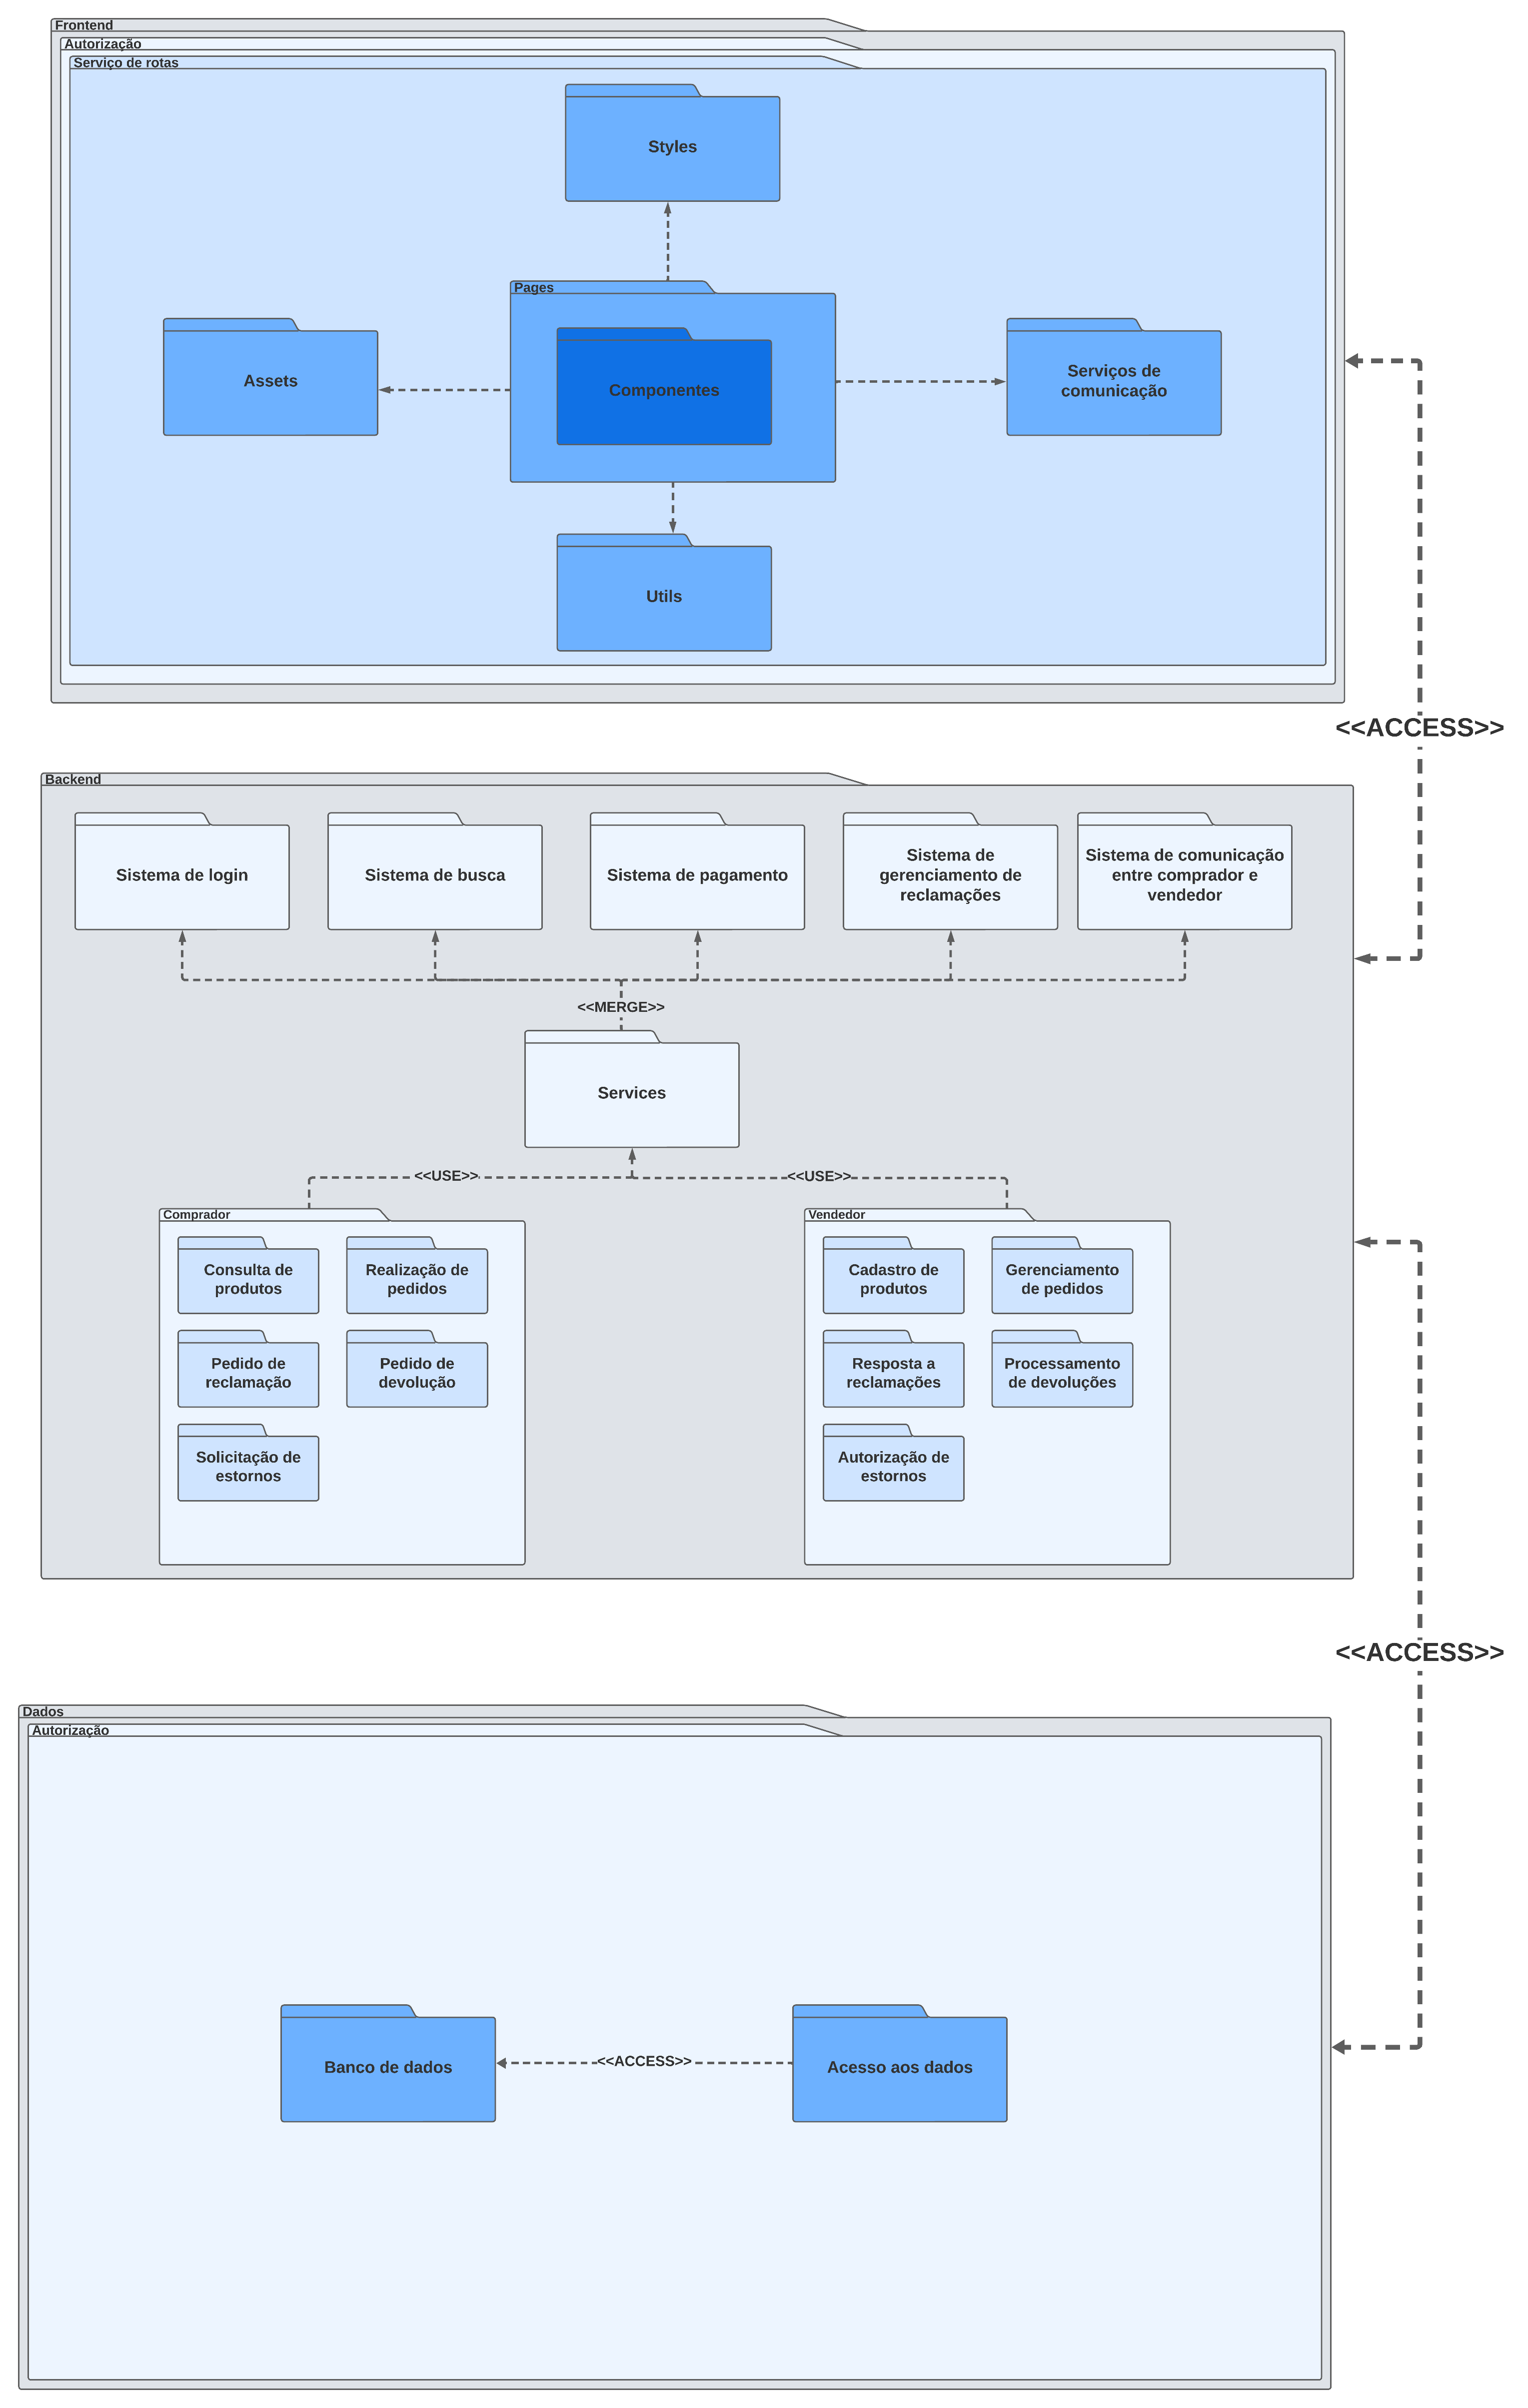 Frontend
Autorização
Serviço de rotas
Styles
Pages
Componentes
Assets
Serviços de
comunicação
Utils
<<ACCESS>>
Backend
Sistema de login
Sistema de busca
Sistema de pagamento
Sistema de
gerenciamento de
reclamações
Sistema de comunicação
entre comprador e
vendedor
<<MERGE>>
Services
<<USE>>
<<USE>>
Comprador
Consulta de
produtos
Realização de
pedidos
Pedido de
reclamação
Pedido de
devolução
Solicitação de
estornos
Vendedor
Cadastro de
produtos
Gerenciamento
de pedidos
Resposta a
reclamações
Processamento
de devoluções
Autorização de
estornos
<<ACCESS>>
Dados
Autorização
Banco de dados
<<ACCESS>>
Acesso aos dados